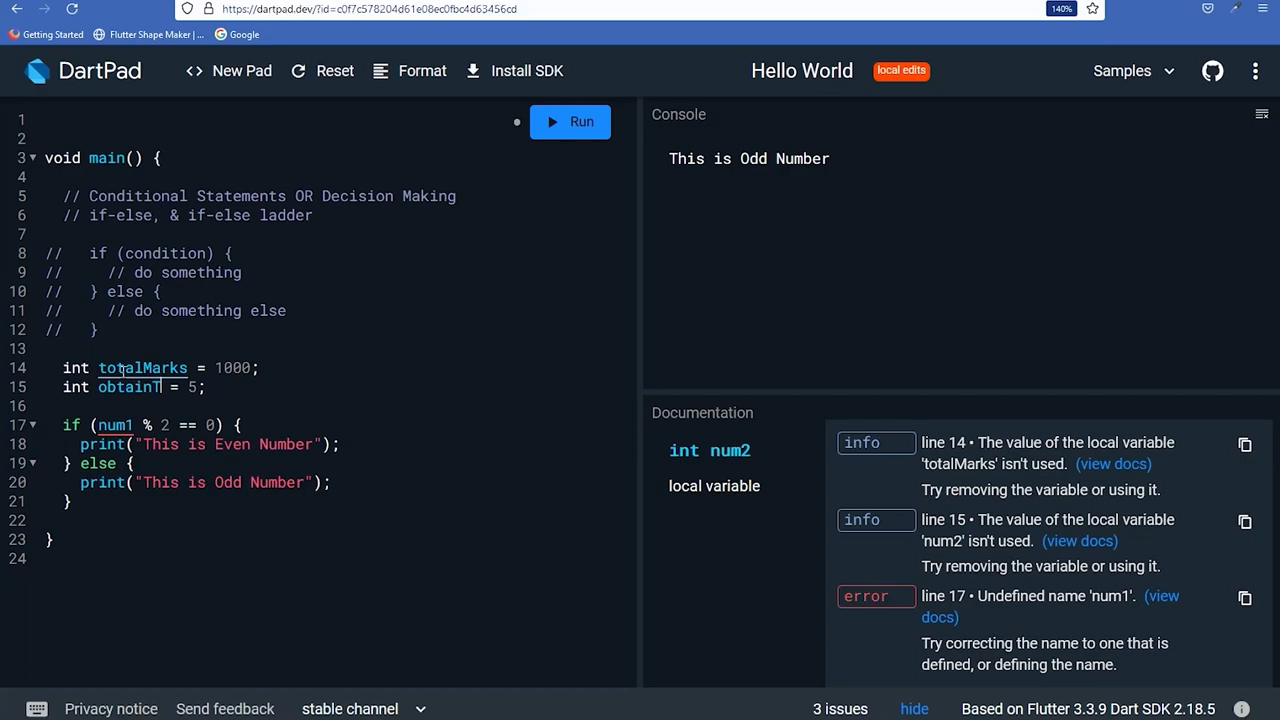 https://dartpad.dev/?id=c0f7c578204d61e08ec0fbc4d63456cd
140%
Getting Started
Flutter Shape Maker | ...
Google
DartPad
New Pad
Reset
Format
Install SDK
Hello World
local edits
Samples
Run
1
2
3 void main() {
4
5 // Conditional Statements OR Decision Making
6 // if-else, & if-else ladder
7
8 // if (condition) {
9 // // do something
10 // } else {
11 // // do something else
12 // }
13
14 int totalMarks = 1000;
15 int obtainT = 5;
16
17 if (num1 % 2 == 0) {
18 print("This is Even Number");
19 } else {
20 print("This is Odd Number");
21 }
22
23 }
24
Console
This is Odd Number
Documentation
int num2
local variable
info line 14 • The value of the local variable
'totalMarks' isn't used. (view docs)
Try removing the variable or using it.
info line 15 • The value of the local variable
'num2' isn't used. (view docs)
Try removing the variable or using it.
error line 17 • Undefined name 'num1'. (view
docs)
Try correcting the name to one that is
defined, or defining the name.
Privacy notice
Send feedback
stable channel
3 issues
hide
Based on Flutter 3.3.9 Dart SDK 2.18.5